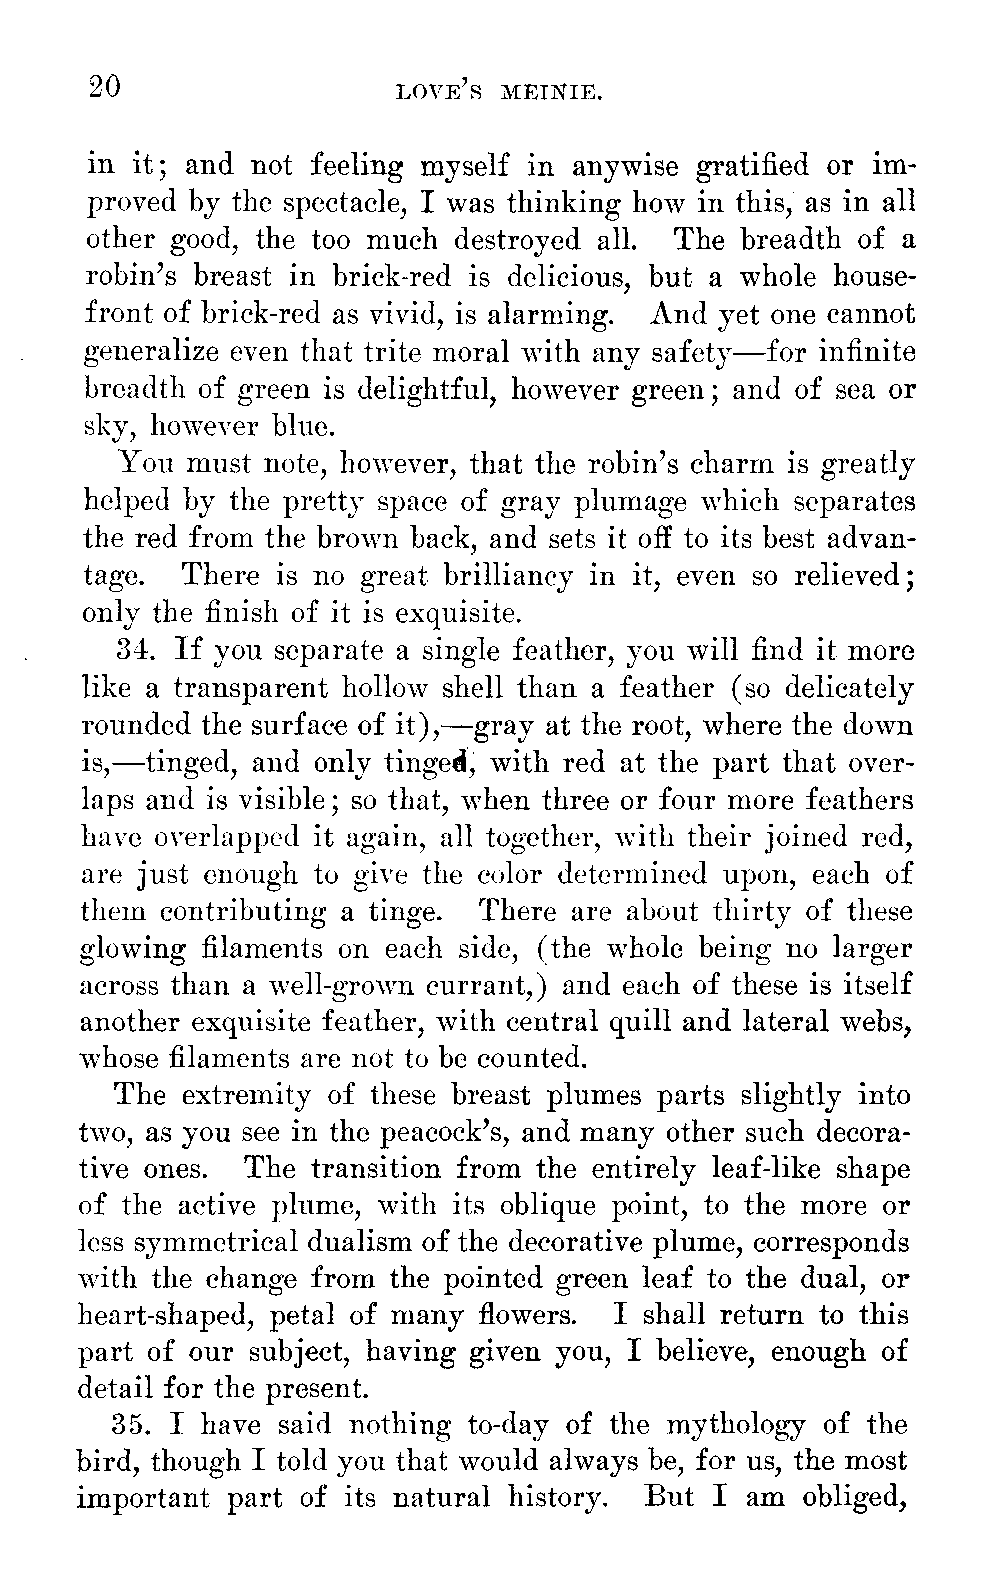 20
LOVE'S MEINIE.
in it; and not feeling myself in anywise gratified or im-
proved by the spectacle, I was thinking how in this, as in all
other good, the too much destroyed all. The breadth of a
robin's breast in brick-red is delicious, but a whole house-
front of brick-red as vivid, is alarming. And yet one cannot
generalize even that trite moral with any safety—for infinite
breadth of green is delightful, however green; and of sea or
sky, however blue.
You must note, however, that the robin's charm is greatly
helped by the pretty space of gray plumage which separates
the red from the brown back, and sets it off to its best advan-
tage. There is no great brilliancy in it, even so relieved;
only the finish of it is exquisite.
34. If you separate a single feather, you will find it more
like a transparent hollow shell than a feather (so delicately
rounded the surface of it),—gray at the root, where the down
is,—tinged, and only tinged, with red at the part that over-
laps and is visible; so that, when three or four more feathers
have overlapped it again, all together, with their joined red,
are just enough to give the color determined upon, each of
them contributing a tinge. There are about thirty of these
glowing filaments on each side, (the whole being no larger
across than a well-grown currant,) and each of these is itself
another exquisite feather, with central quill and lateral webs,
whose filaments are not to be counted.
The extremity of these breast plumes parts slightly into
two, as you see in the peacock's, and many other such decora-
tive ones. The transition from the entirely leaf-like shape
of the active plume, with its oblique point, to the more or
less symmetrical dualism of the decorative plume, corresponds
with the change from the pointed green leaf to the dual, or
heart-shaped, petal of many flowers. I shall return to this
part of our subject, having given you, I believe, enough of
detail for the present.
35. I have said nothing to-day of the mythology of the
bird, though I told you that would always be, for us, the most
important part of its natural history. But I am obliged,